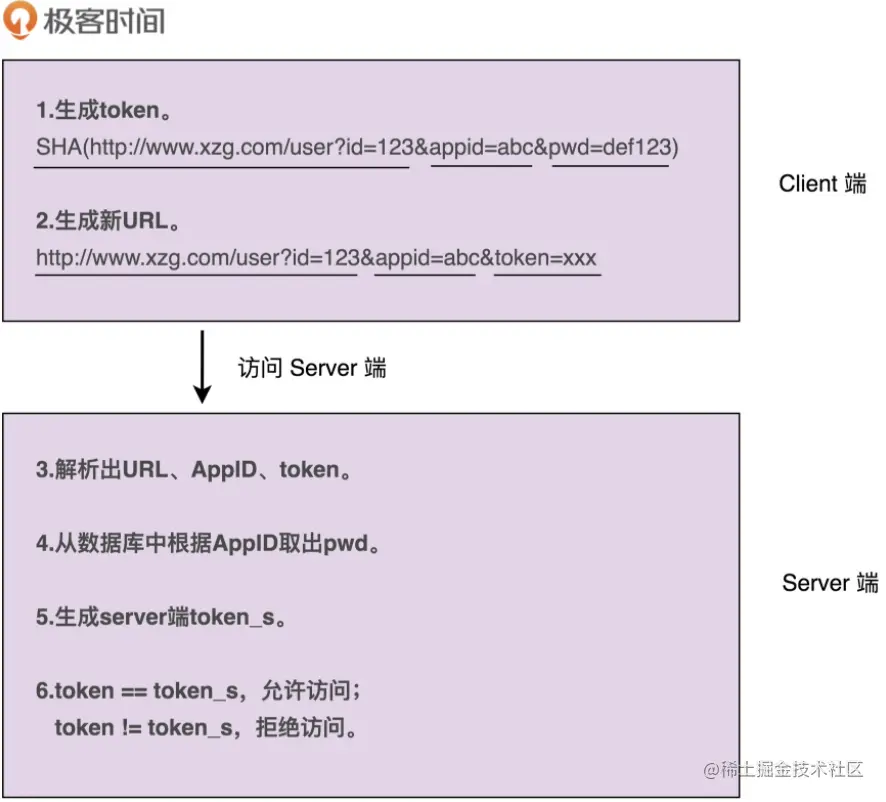 极客时间
1.生成token。
SHA(http://www.xzg.com/user?id=123&appid=abc&pwd=def123)
2.生成新URL。
http://www.xzg.com/user?id=123&appid=abc&token=xxx
Client 端
访问 Server 端
3.解析出URL、AppID、token。
4.从数据库中根据AppID取出pwd。
5.生成server端token_s。
6.token == token_s，允许访问；
token != token_s，拒绝访问。
Server 端
@稀土掘金技术社区